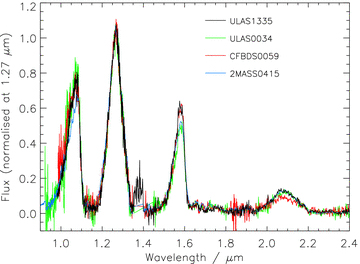 1.2
ULAS1335
1.0
ULAS0034
CFBDS0059
0.8
2MASS0415
0.6
0.4
0.2
0.0
Flux (normalised at 1.27 μm)
1.0 1.2 1.4 1.6 1.8 2.0 2.2 2.4
Wavelength / μm